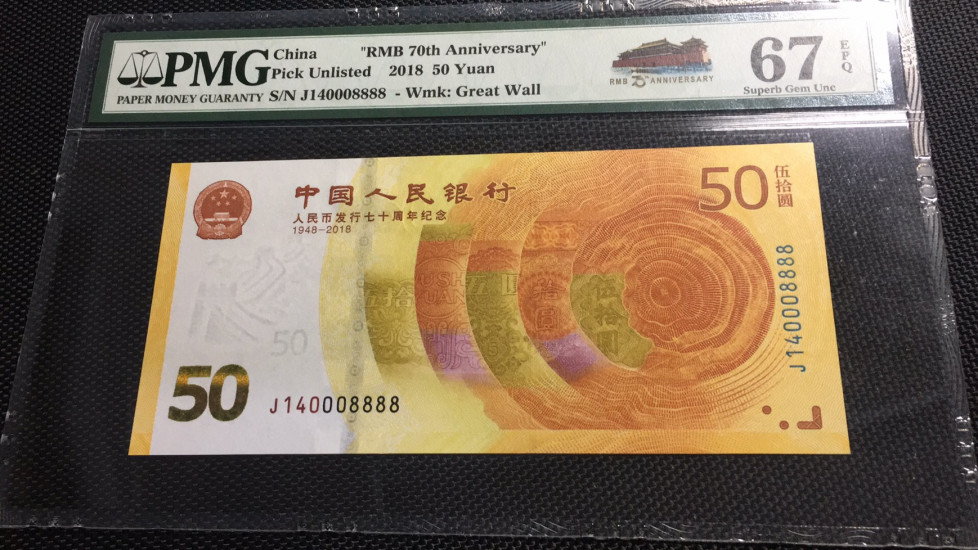 PMG
PAPER MONEY GUARANTY
China "RMB 70th Anniversary"
Pick Unlisted 2018 50 Yuan
S/N J140008888 - Wmk: Great Wall
RMB 70th ANNIVERSARY
67 EPQ
Superb Gem Unc
中国人民银行
人民币发行七十周年纪念
1948-2018
50
伍拾圆
J140008888
50
50
J140008888